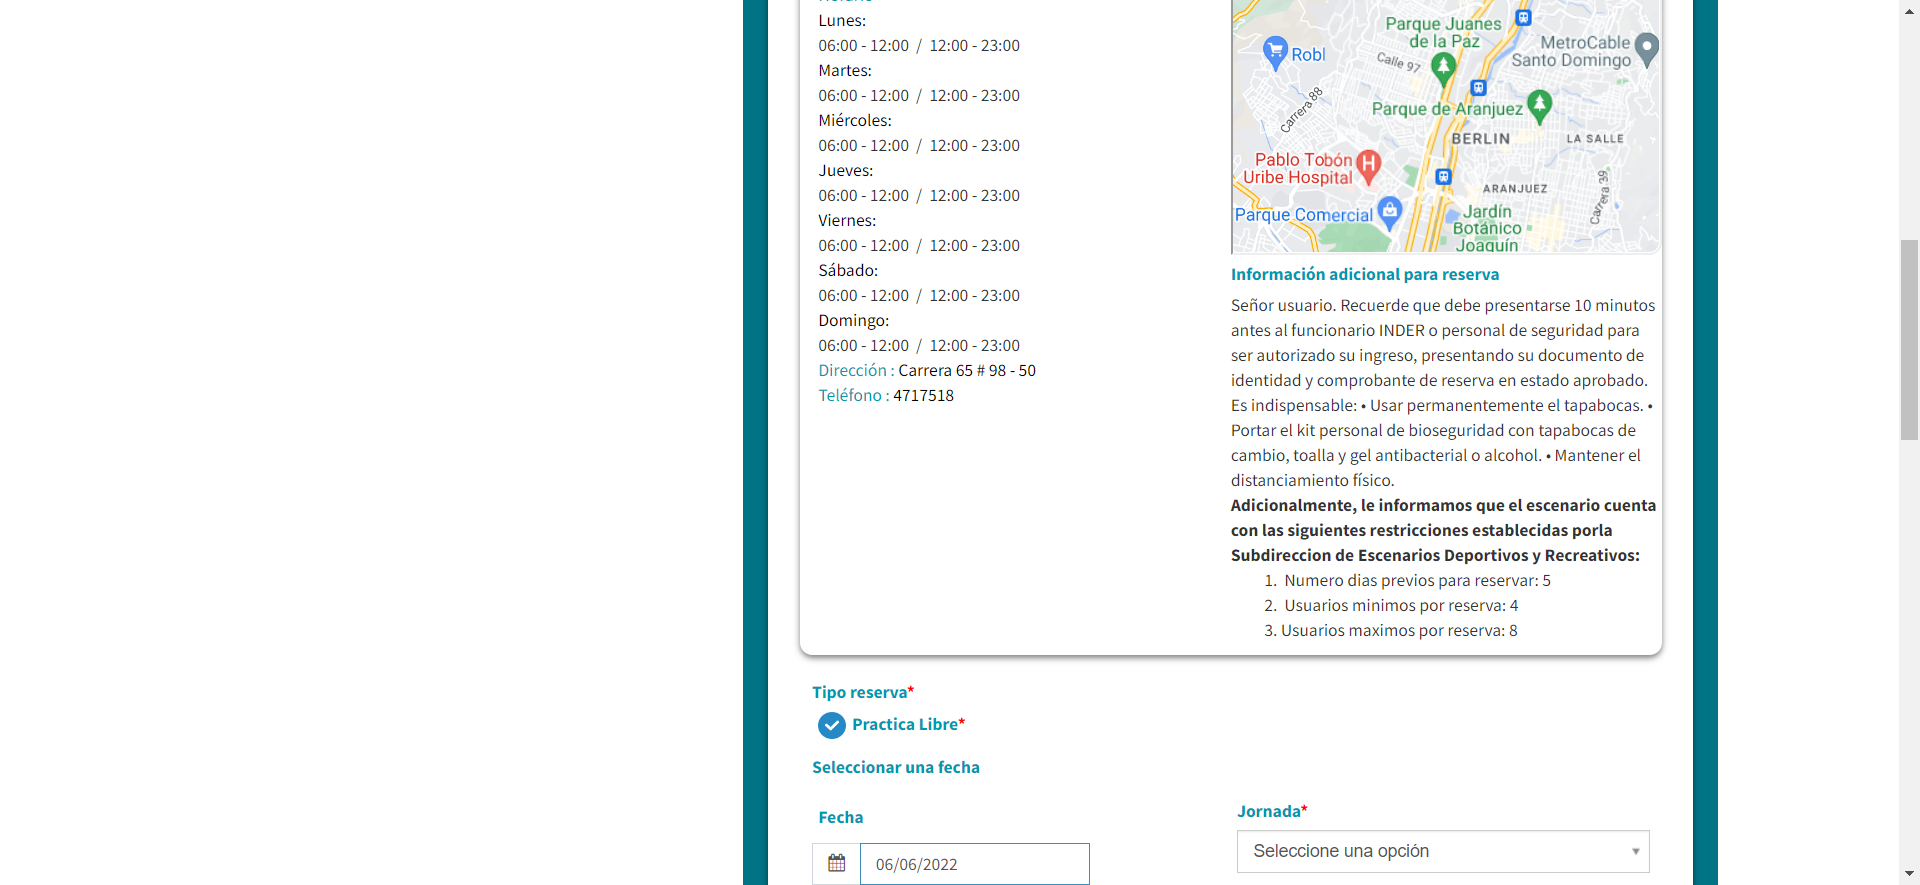 Lunes:
06:00 - 12:00 / 12:00 - 23:00
Martes:
06:00 - 12:00 / 12:00 - 23:00
Miércoles:
06:00 - 12:00 / 12:00 - 23:00
Jueves:
06:00 - 12:00 / 12:00 - 23:00
Viernes:
06:00 - 12:00 / 12:00 - 23:00
Sábado:
06:00 - 12:00 / 12:00 - 23:00
Domingo:
06:00 - 12:00 / 12:00 - 23:00
Dirección : Carrera 65 # 98 - 50
Teléfono : 4717518
Parque Juanes
de la Paz
MetroCable
Santo Domingo
Robl
Calle 97
Carrera 88
Parque de Aranjuez
BERLIN
LA SALLE
Pablo Tobón
Uribe Hospital
H
ARANJUEZ
Carrera 39
Parque Comercial
Jardín
Botánico
Joaquín
Información adicional para reserva
Señor usuario. Recuerde que debe presentarse 10 minutos
antes al funcionario INDER o personal de seguridad para
ser autorizado su ingreso, presentando su documento de
identidad y comprobante de reserva en estado aprobado.
Es indispensable: • Usar permanentemente el tapabocas. •
Portar el kit personal de bioseguridad con tapabocas de
cambio, toalla y gel antibacterial o alcohol. • Mantener el
distanciamiento físico.
Adicionalmente, le informamos que el escenario cuenta
con las siguientes restricciones establecidas porla
Subdireccion de Escenarios Deportivos y Recreativos:
1. Numero dias previos para reservar: 5
2. Usuarios minimos por reserva: 4
3. Usuarios maximos por reserva: 8
Tipo reserva*
Practica Libre*
Seleccionar una fecha
Fecha
06/06/2022
Jornada*
Seleccione una opción